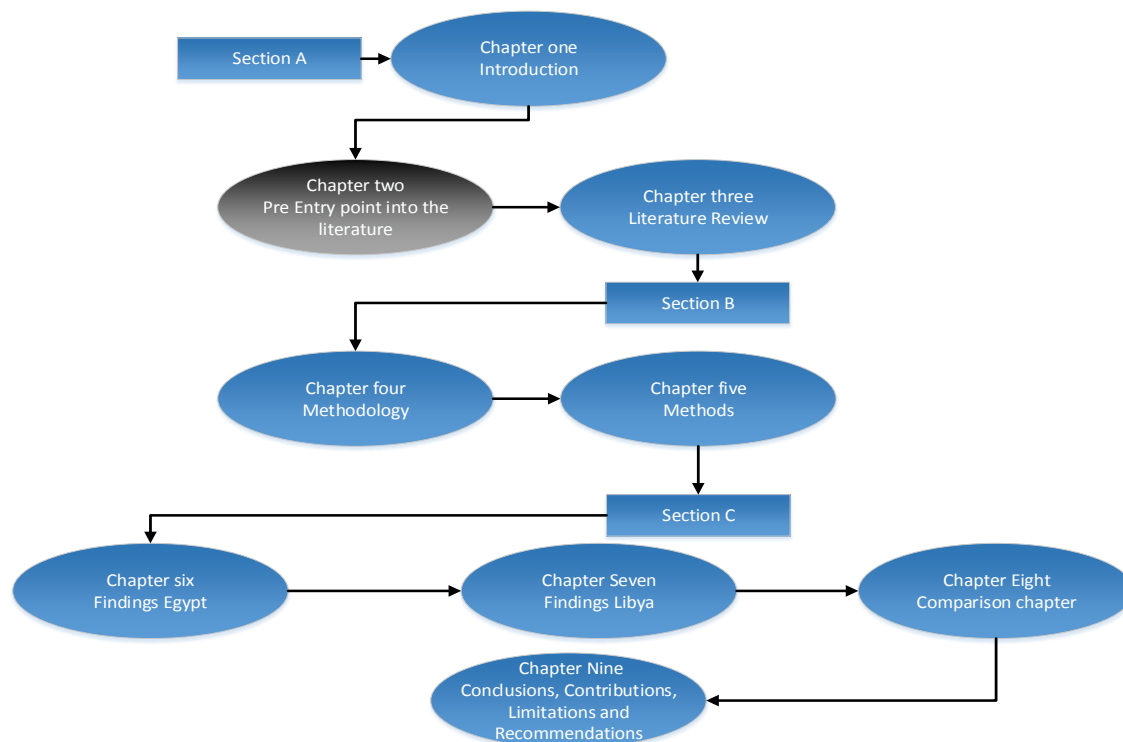 Section A
Chapter one
Introduction
Chapter two
Pre Entry point into the
literature
Chapter three
Literature Review
Section B
Chapter four
Methodology
Chapter five
Methods
Section C
Chapter six
Findings Egypt
Chapter Seven
Findings Libya
Chapter Eight
Comparison chapter
Chapter Nine
Conclusions, Contributions,
Limitations and
Recommendations